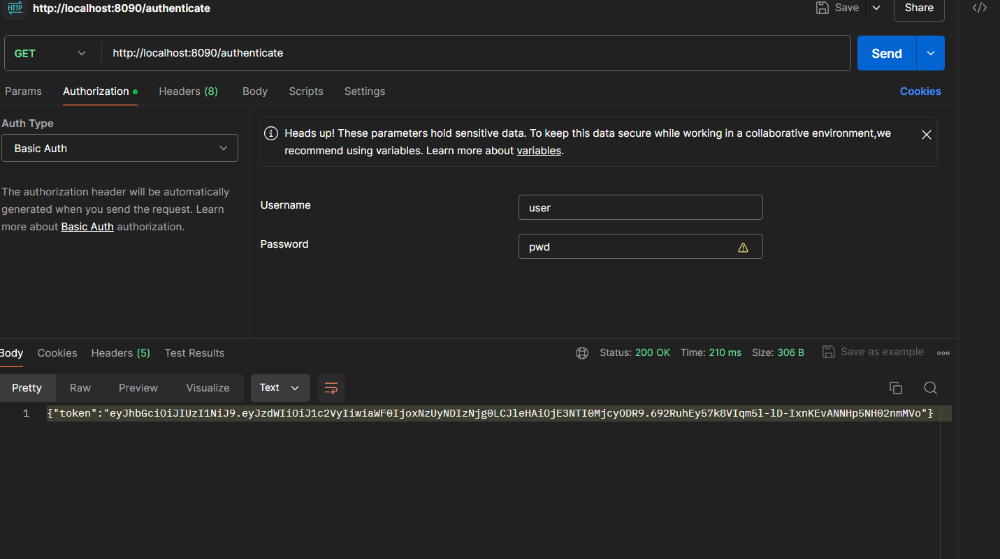 HTTP http://localhost:8090/authenticate Save Share </>
GET http://localhost:8090/authenticate Send
Params Authorization Headers (8) Body Scripts Settings Cookies
Auth Type
Basic Auth
The authorization header will be automatically
generated when you send the request. Learn
more about Basic Auth authorization.
Heads up! These parameters hold sensitive data. To keep this data secure while working in a collaborative environment,we
recommend using variables. Learn more about variables.
Username user
Password pwd
Body Cookies Headers (5) Test Results Status: 200 OK Time: 210 ms Size: 306 B Save as example
Pretty Raw Preview Visualize Text
1 {"token":"eyJhbGciOiJIUzI1NiJ9.eyJzdWIiOiJ1c2VyIiwiaWF0IjoxNzUyNDIzNjg0LCJleHAiOjE3NTI0MjcyODR9.692RuhEy57k8VIqm5l-lD-IxnKEvANNHp5NH02nmMVo"}